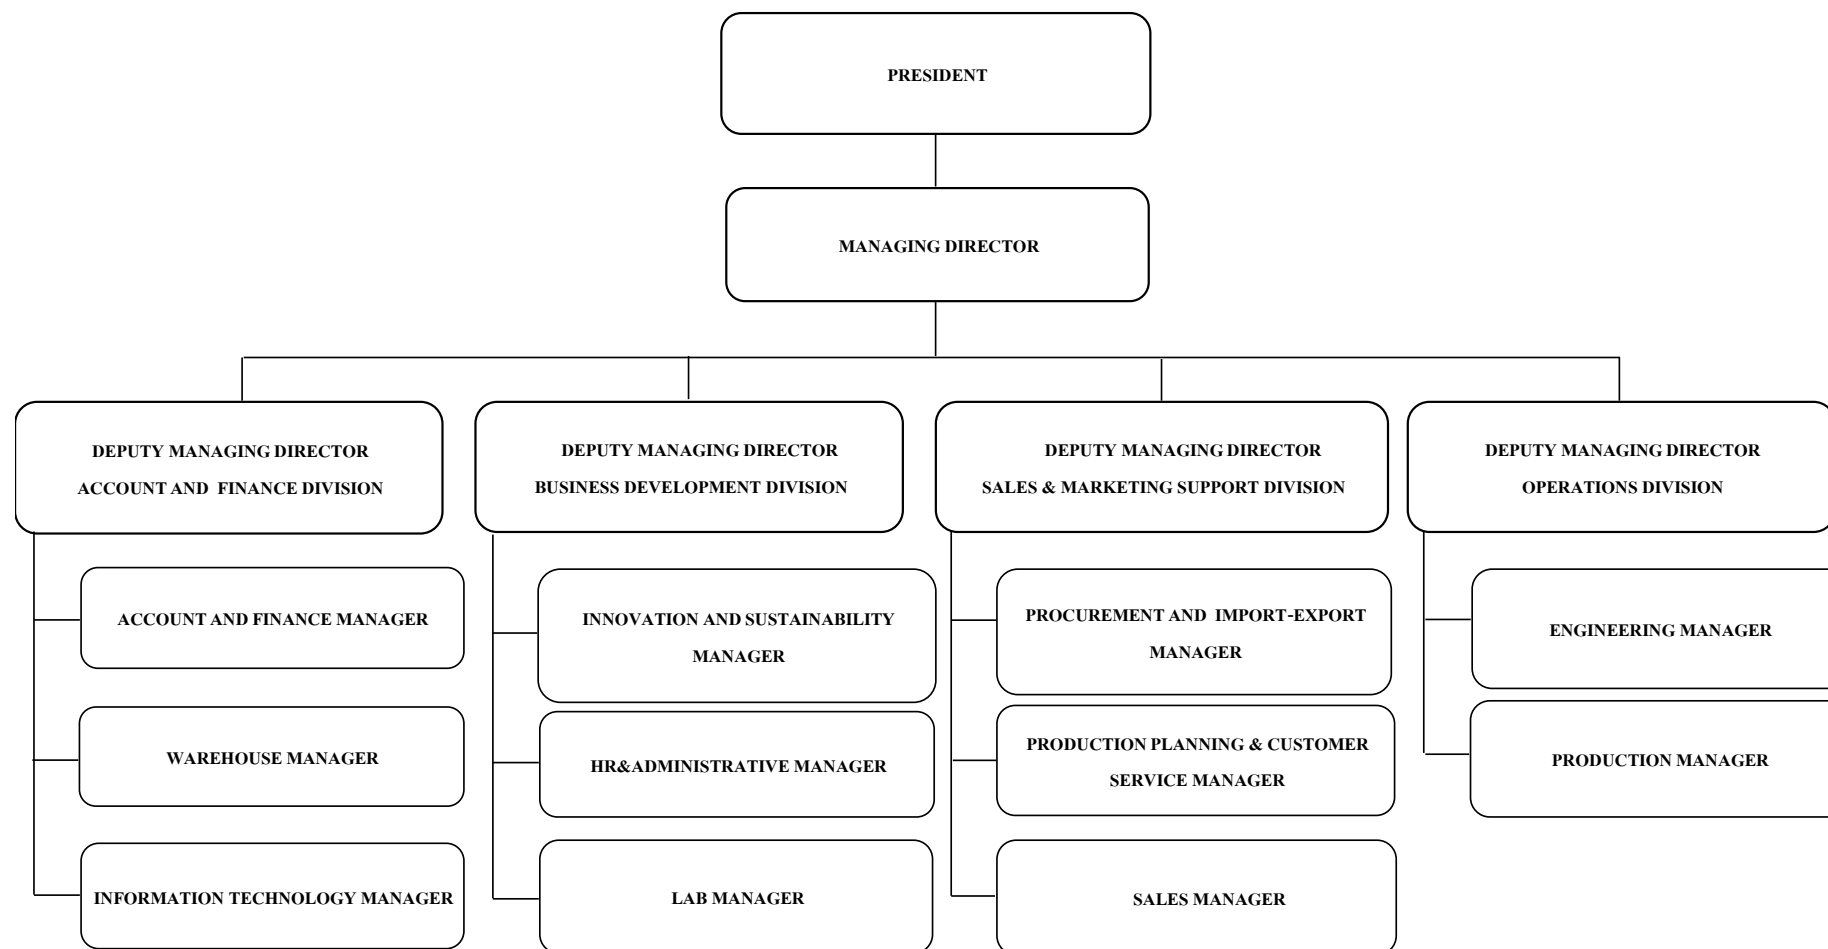 PRESIDENT
MANAGING DIRECTOR
DEPUTY MANAGING DIRECTOR
ACCOUNT AND FINANCE DIVISION
DEPUTY MANAGING DIRECTOR
BUSINESS DEVELOPMENT DIVISION
DEPUTY MANAGING DIRECTOR
SALES & MARKETING SUPPORT DIVISION
DEPUTY MANAGING DIRECTOR
OPERATIONS DIVISION
ACCOUNT AND FINANCE MANAGER
WAREHOUSE MANAGER
INFORMATION TECHNOLOGY MANAGER
INNOVATION AND SUSTAINABILITY
MANAGER
HR&ADMINISTRATIVE MANAGER
LAB MANAGER
PROCUREMENT AND IMPORT-EXPORT
MANAGER
PRODUCTION PLANNING & CUSTOMER
SERVICE MANAGER
SALES MANAGER
ENGINEERING MANAGER
PRODUCTION MANAGER